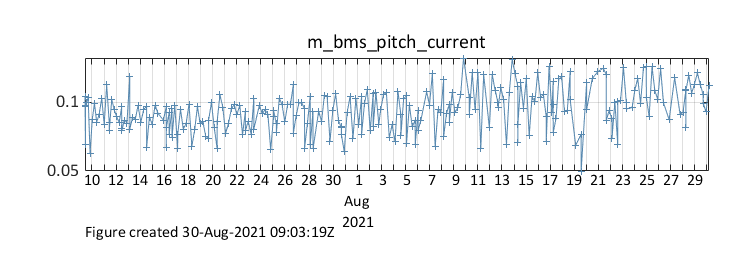 m_bms_pitch_current
0.1
0.05
10 12 14 16 18 20 22 24 26 28 30 1 3 5 7 9 11 13 15 17 19 21 23 25 27 29
Aug
2021
Figure created 30-Aug-2021 09:03:19Z